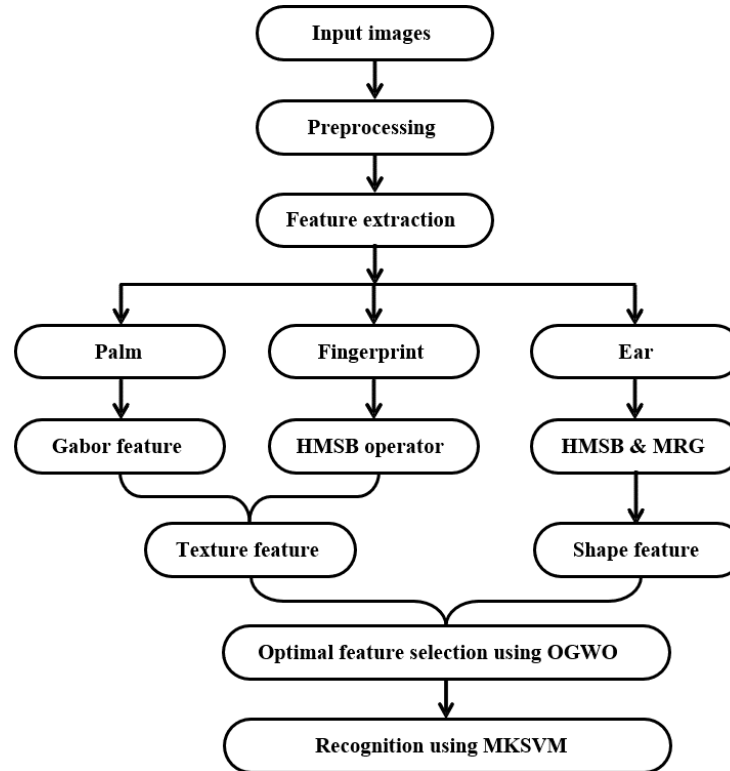 Input images
Preprocessing
Feature extraction
Palm
Fingerprint
Ear
Gabor feature
HMSB operator
HMSB & MRG
Texture feature
Shape feature
Optimal feature selection using OGWO
Recognition using MKSVM